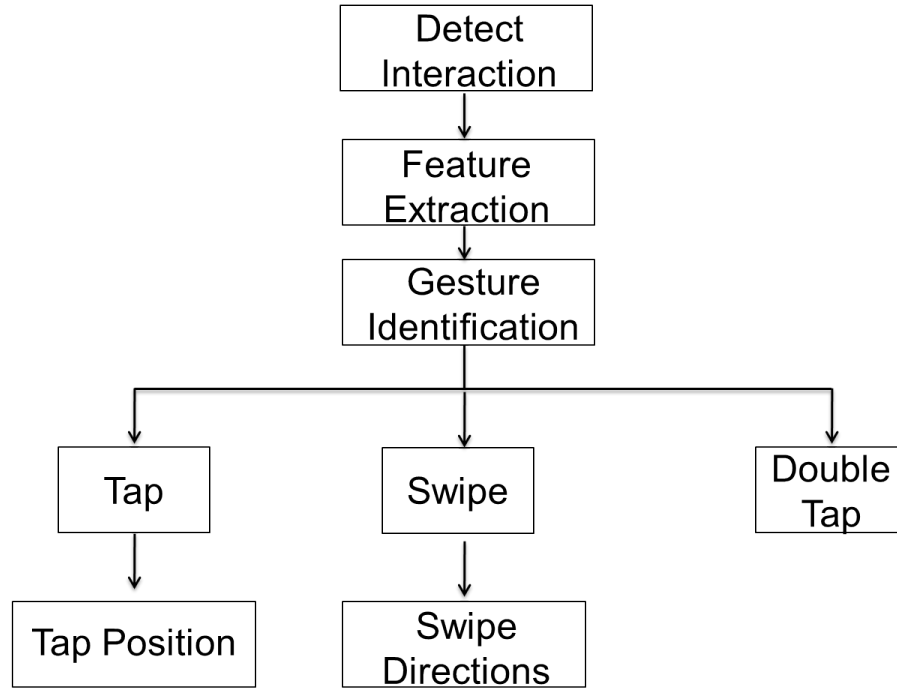 Detect
Interaction
Feature
Extraction
Gesture
Identification
Tap
Swipe
Double
Tap
Tap Position
Swipe
Directions